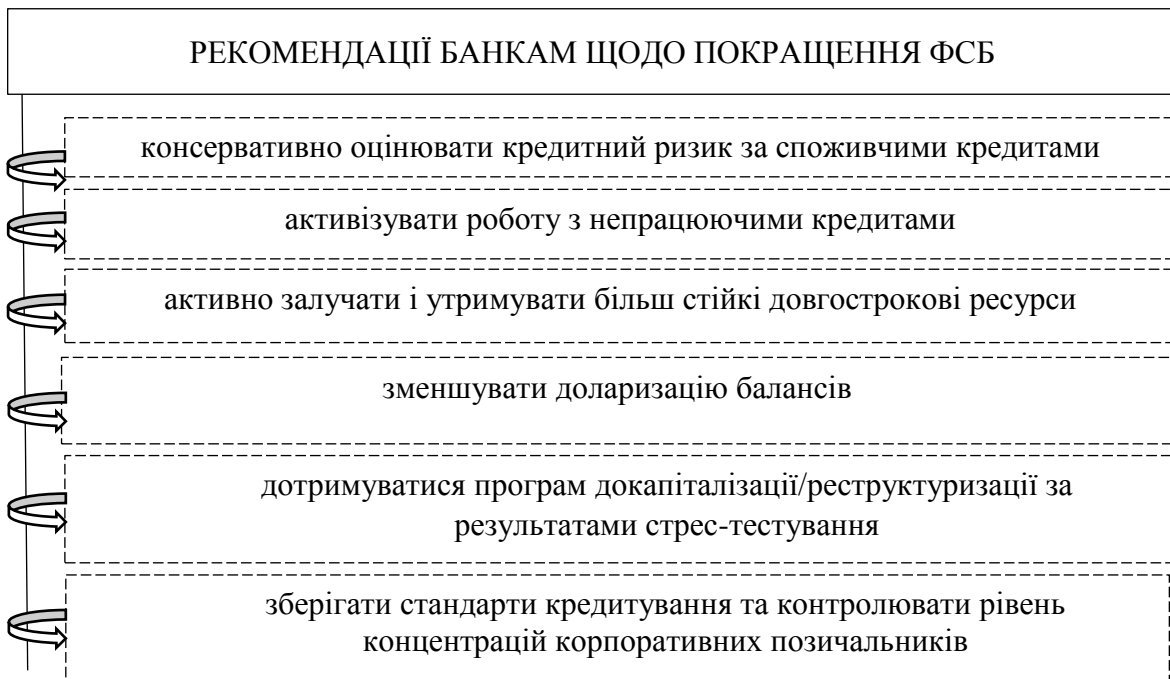 РЕКОМЕНДАЦІЇ БАНКАМ ЩОДО ПОКРАЩЕННЯ ФСБ
консервативно оцінювати кредитний ризик за споживчими кредитами
активізувати роботу з непрацюючими кредитами
активно залучати і утримувати більш стійкі довгострокові ресурси
зменшувати доларизацію балансів
дотримуватися програм докапіталізації/реструктуризації за
результатами стрес-тестування
зберігати стандарти кредитування та контролювати рівень
концентрацій корпоративних позичальників